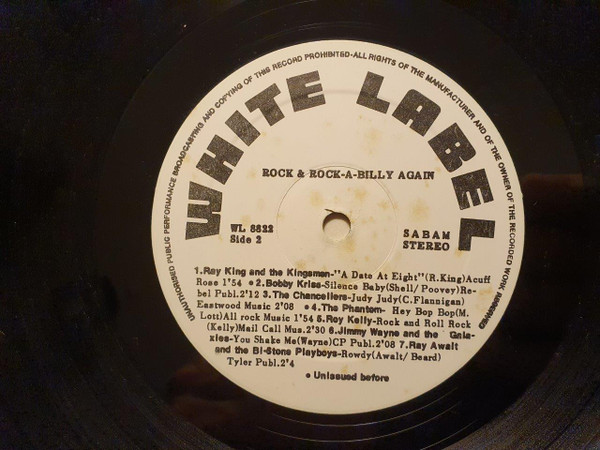 UNAUTHORISED PUBLIC PERFORMANCE BROADCASTING AND COPYING OF THIS RECORD PROHIBITED-ALL RIGHTS OF THE MANUFACTURER AND OF THE OWNER OF THE RECORDED WORK
WHITE LABEL
ROCK & ROCK-A-BILLY AGAIN
WL 8822
Side 2
SABAM
STEREO
1.Ray King and the Kingsmen-"A Date At Eight"(R.King)Acuff
Rose 1'54 •2.Bobby Kriss-Silence Baby(Shell/ Poovey)Re-
bel Publ.2'12 3.The Chancellers-Judy Judy(C.Flannigan)
Eastwood Music 2'08 •4.The Phantom- Hey Bop Bop(M.
Lott)All rock Music 1'54 5.Roy Kelly-Rock and Roll Rock
(Kelly)Mail Call Mus.2'30 6.Jimmy Wayne and the Gala-
xies-You Shake Me(Wayne)CP Publ.2'08 7.Ray Await
and the Bi-Stone Playboys-Rowdy(Awalt/ Beard)
Tyler Publ.2'4
• Unissued before